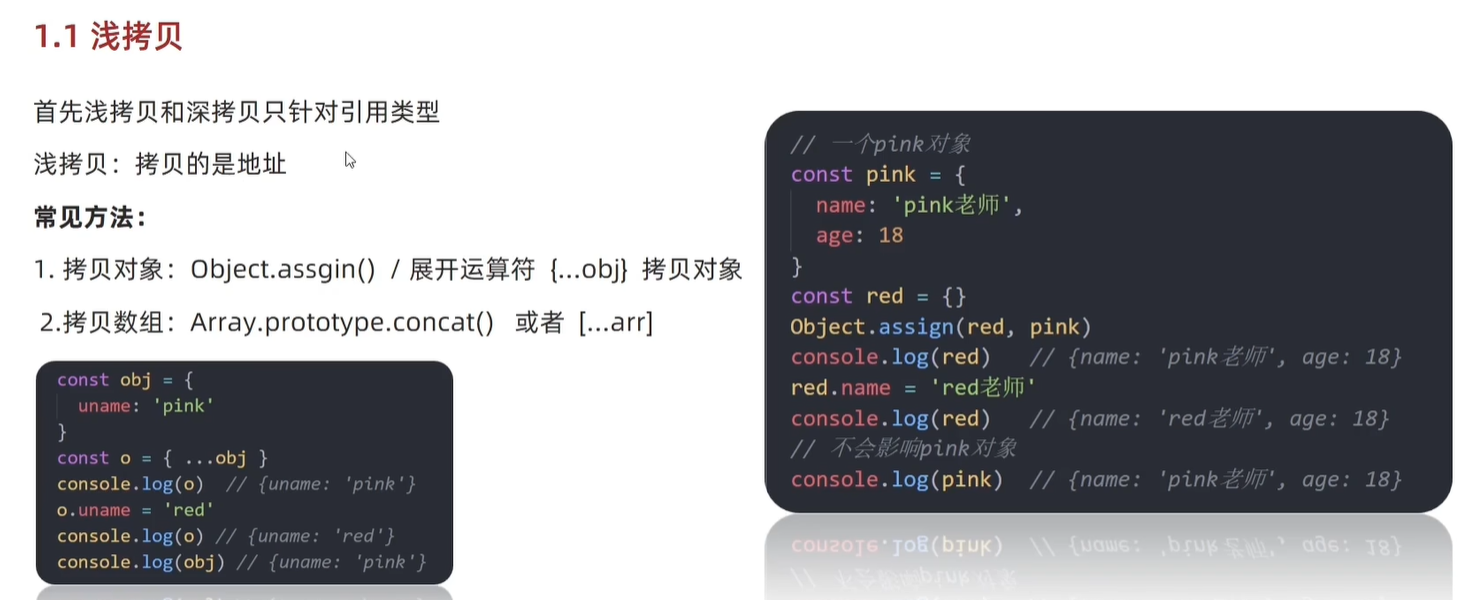 1.1 浅拷贝
首先浅拷贝和深拷贝只针对引用类型
浅拷贝：拷贝的是地址
常见方法：
1. 拷贝对象：Object.assgin() / 展开运算符 {...obj} 拷贝对象
2.拷贝数组：Array.prototype.concat() 或者 [...arr]
const obj = {
uname: 'pink'
}
const o = { ...obj }
console.log(o) // {uname: 'pink'}
o.uname = 'red'
console.log(o) // {uname: 'red'}
console.log(obj) // {uname: 'pink'}
// 一个pink对象
const pink = {
name: 'pink老师',
age: 18
}
const red = {}
Object.assign(red, pink)
console.log(red) // {name: 'pink老师', age: 18}
red.name = 'red老师'
console.log(red) // {name: 'red老师', age: 18}
// 不会影响pink对象
console.log(pink) // {name: 'pink老师', age: 18}